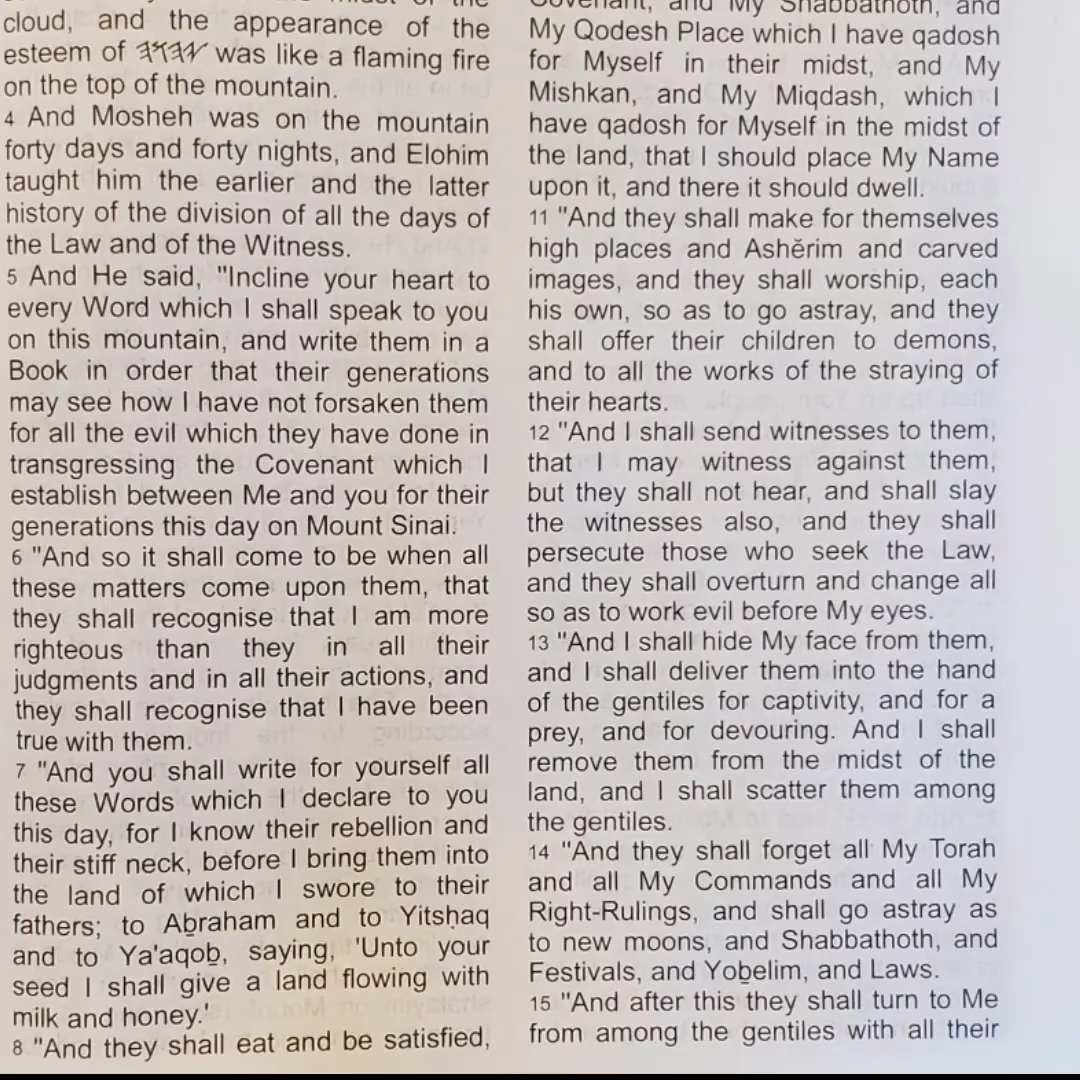 cloud, and the appearance of the
esteem of 𐤉𐤄𐤅𐤄 was like a flaming fire
on the top of the mountain.
4 And Mosheh was on the mountain
forty days and forty nights, and Elohim
taught him the earlier and the latter
history of the division of all the days of
the Law and of the Witness.
5 And He said, "Incline your heart to
every Word which I shall speak to you
on this mountain, and write them in a
Book in order that their generations
may see how I have not forsaken them
for all the evil which they have done in
transgressing the Covenant which I
establish between Me and you for their
generations this day on Mount Sinai.
6 "And so it shall come to be when all
these matters come upon them, that
they shall recognise that I am more
righteous than they in all their
judgments and in all their actions, and
they shall recognise that I have been
true with them.
7 "And you shall write for yourself all
these Words which I declare to you
this day, for I know their rebellion and
their stiff neck, before I bring them into
the land of which I swore to their
fathers; to Aḇraham and to Yitsḥaq
and to Ya'aqoḇ, saying, 'Unto your
seed I shall give a land flowing with
milk and honey.'
8 "And they shall eat and be satisfied,
Covenant, and My Shabbathoth, and
My Qodesh Place which I have qadosh
for Myself in their midst, and My
Mishkan, and My Miqdash, which I
have qadosh for Myself in the midst of
the land, that I should place My Name
upon it, and there it should dwell.
11 "And they shall make for themselves
high places and Ashĕrim and carved
images, and they shall worship, each
his own, so as to go astray, and they
shall offer their children to demons,
and to all the works of the straying of
their hearts.
12 "And I shall send witnesses to them,
that I may witness against them,
but they shall not hear, and shall slay
the witnesses also, and they shall
persecute those who seek the Law,
and they shall overturn and change all
so as to work evil before My eyes.
13 "And I shall hide My face from them,
and I shall deliver them into the hand
of the gentiles for captivity, and for a
prey, and for devouring. And I shall
remove them from the midst of the
land, and I shall scatter them among
the gentiles.
14 "And they shall forget all My Torah
and all My Commands and all My
Right-Rulings, and shall go astray as
to new moons, and Shabbathoth, and
Festivals, and Yoḇelim, and Laws.
15 "And after this they shall turn to Me
from among the gentiles with all their